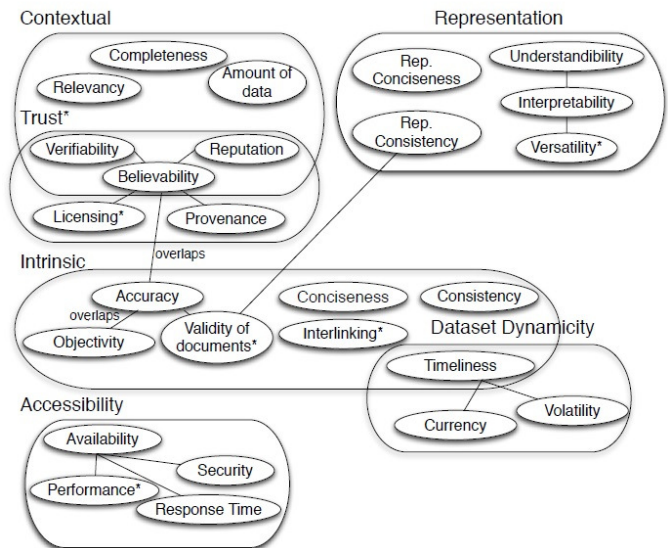 Contextual
Completeness
Relevancy
Amount of
data
Trust*
Verifiability
Reputation
Believability
Licensing*
Provenance
overlaps
Representation
Rep.
Conciseness
Understandibility
Interpretability
Rep.
Consistency
Versatility*
Intrinsic
Accuracy
overlaps
Objectivity
Validity of
documents*
Conciseness
Consistency
Interlinking*
Dataset Dynamicity
Timeliness
Currency
Volatility
Accessibility
Availability
Security
Performance*
Response Time